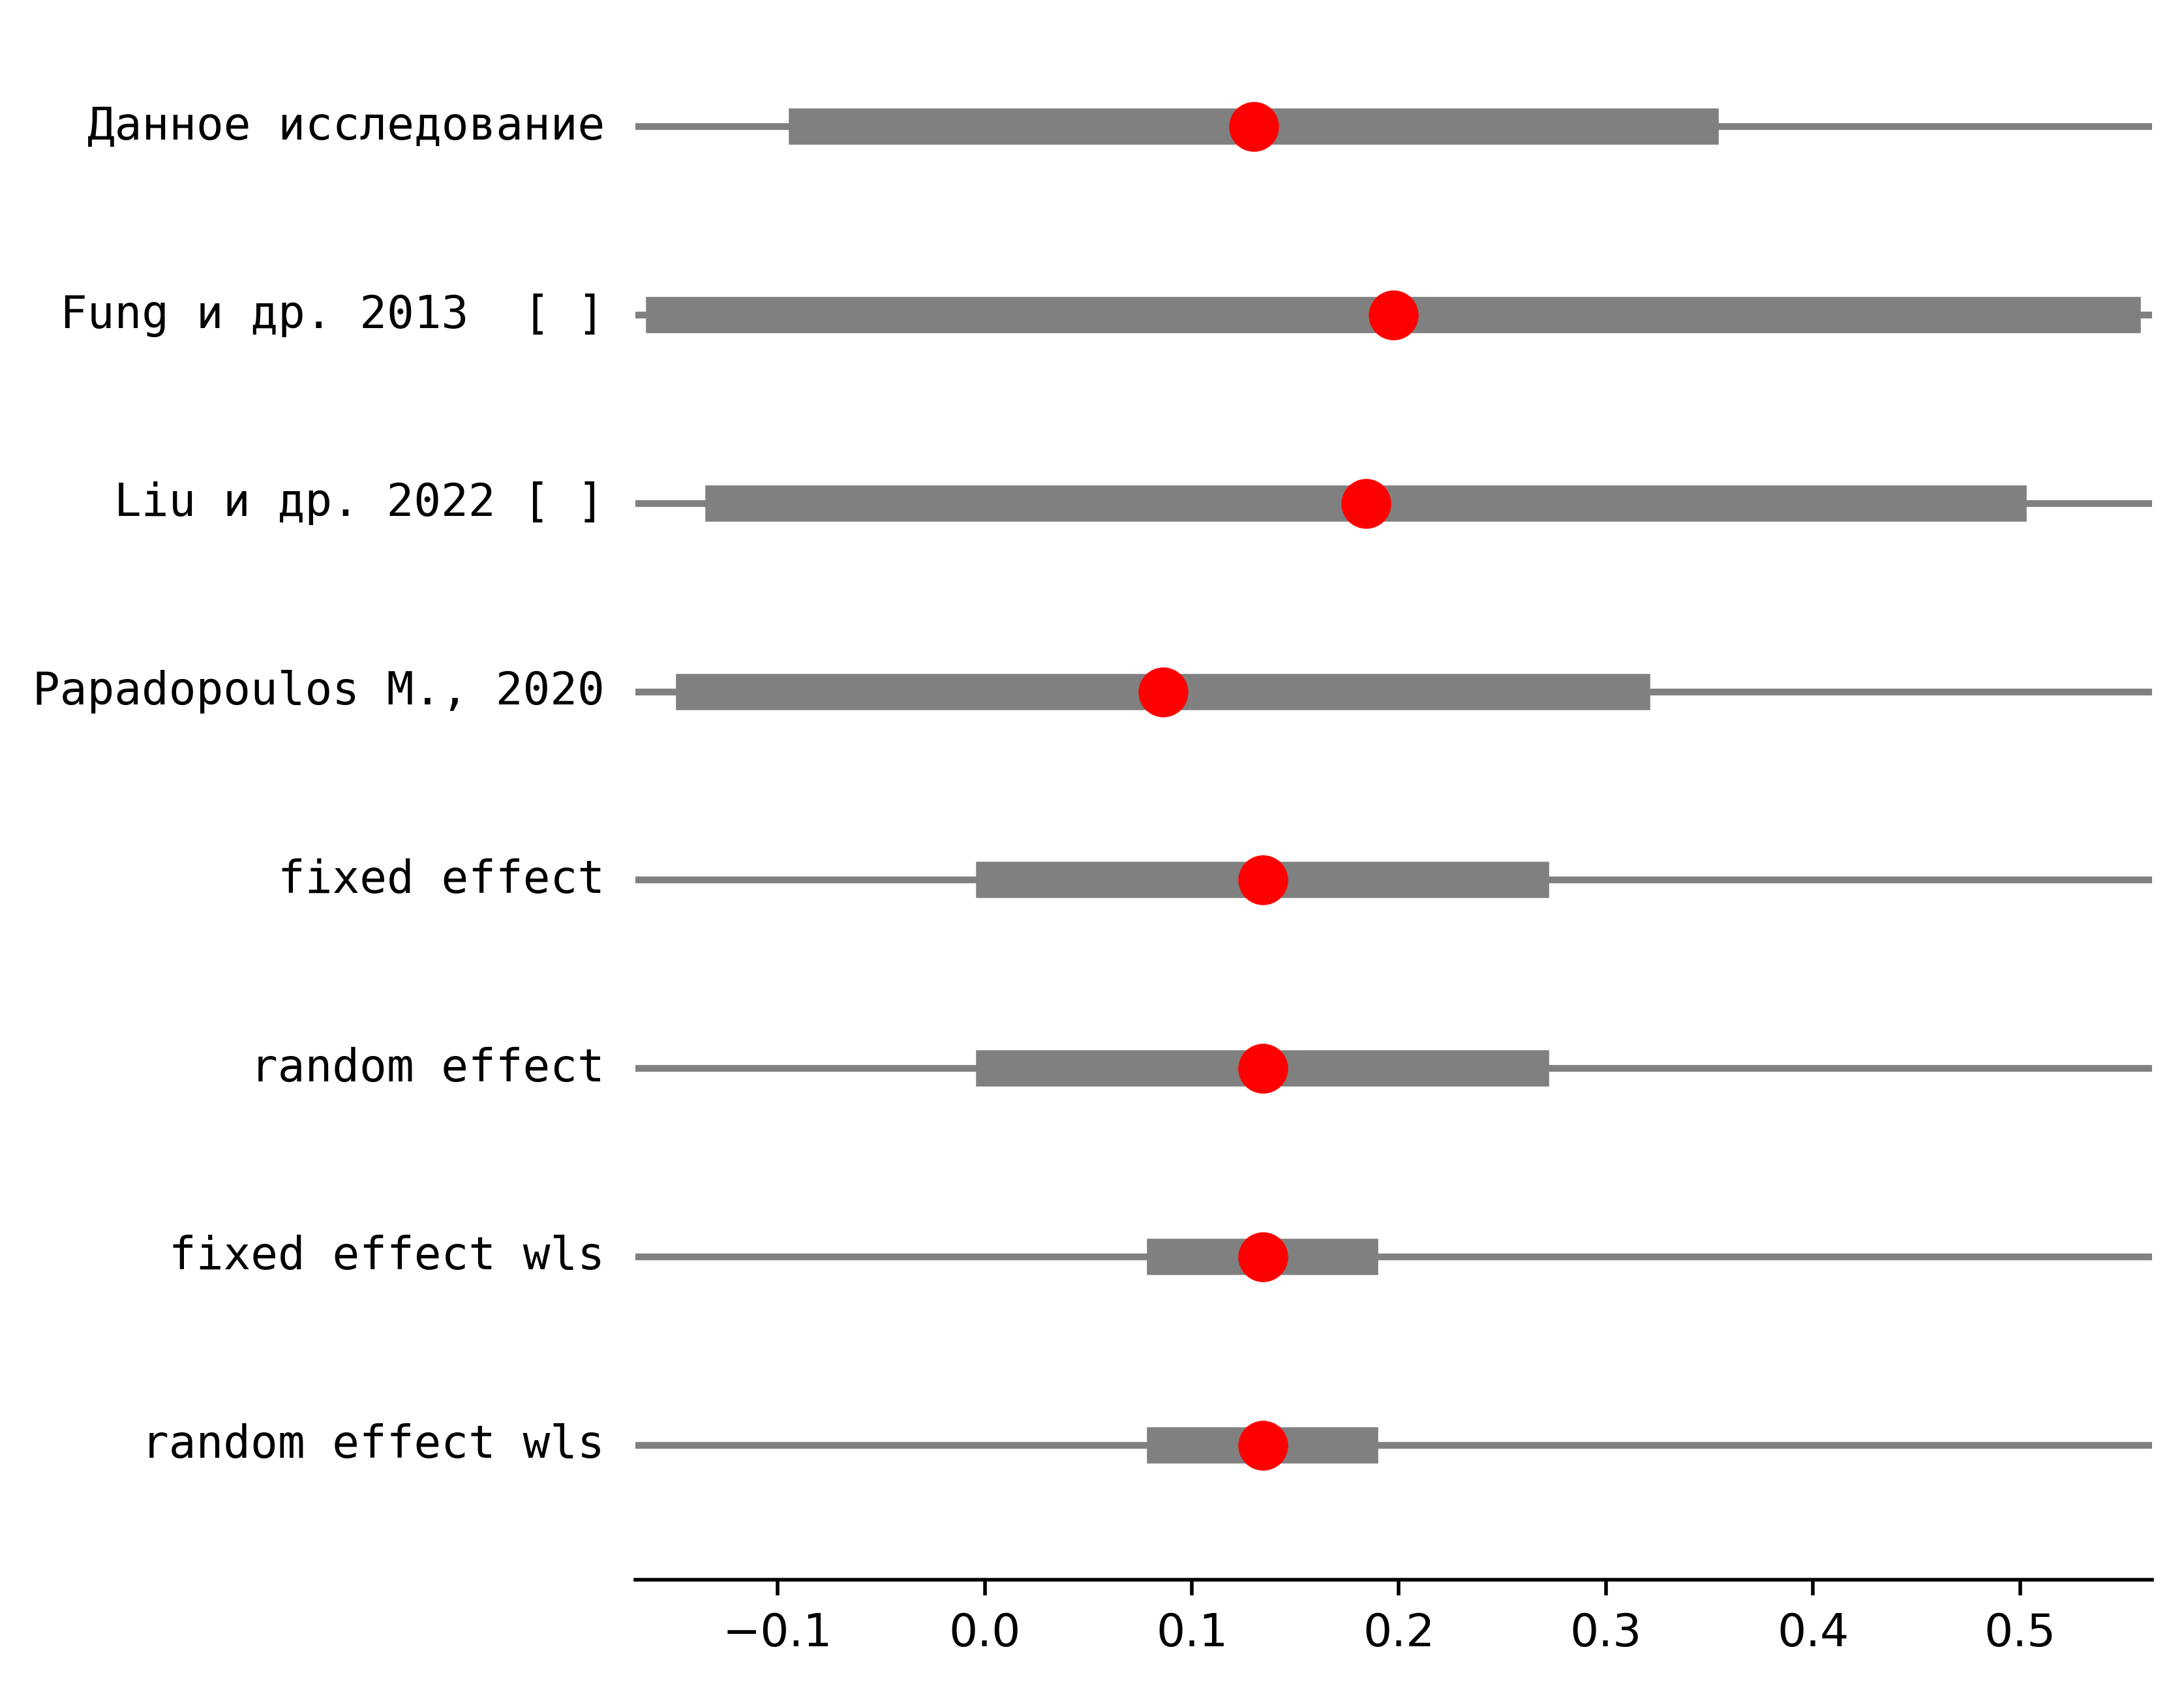 Данное исследование
Fung и др. 2013  [ ]
Liu и др. 2022 [ ]
Papadopoulos M., 2020
fixed effect
random effect
fixed effect wls
random effect wls
−0.1 0.0 0.1 0.2 0.3 0.4 0.5